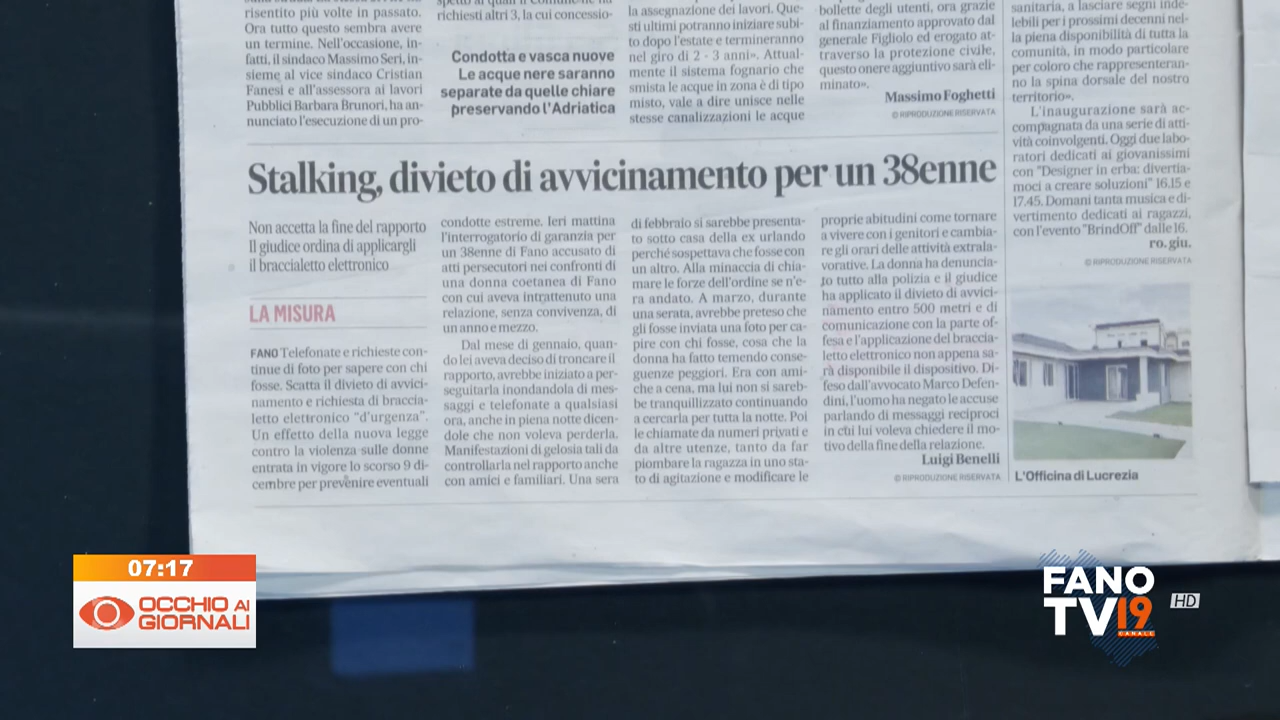 risentito più volte in passato.
Ora tutto questo sembra avere
un termine. Nell'occasione, in-
fatti, il sindaco Massimo Seri, in-
sieme al vice sindaco Cristian
Fanesi e all'assessora ai lavori
Pubblici Barbara Brunori, ha an-
nunciato l'esecuzione di un pro-
richiesti altri 3, la cui concessio-
Condotta e vasca nuove
Le acque nere saranno
separate da quelle chiare
preservando l'Adriatica
la assegnazione dei lavori. Que-
sti ultimi potranno iniziare subi-
to dopo l'estate e termineranno
nel giro di 2 - 3 anni». Attual-
mente il sistema fognario che
smista le acque in zona è di tipo
misto, vale a dire unisce nelle
stesse canalizzazioni le acque
bollette degli utenti, ora grazie
al finanziamento approvato dal
generale Figliolo ed erogato at-
traverso la protezione civile,
questo onere aggiuntivo sarà eli-
minato».
Massimo Foghetti
© RIPRODUZIONE RISERVATA
sanitaria, a lasciare segni inde-
lebili per i prossimi decenni nel-
la piena disponibilità di tutta la
comunità, in modo particolare
per coloro che rappresenteran-
no la spina dorsale del nostro
territorio».
L'inaugurazione sarà ac-
compagnata da una serie di atti-
vità coinvolgenti. Oggi due labo-
ratori dedicati ai giovanissimi
con "Designer in erba: divertia-
moci a creare soluzioni" 16.15 e
17.45. Domani tanta musica e di-
vertimento dedicati ai ragazzi,
con l'evento "BrindOff" dalle 16.
ro. giu.
© RIPRODUZIONE RISERVATA
Stalking, divieto di avvicinamento per un 38enne
Non accetta la fine del rapporto
Il giudice ordina di applicargli
il braccialetto elettronico
LA MISURA
FANO Telefonate e richieste con-
tinue di foto per sapere con chi
fosse. Scatta il divieto di avvici-
namento e richiesta di braccia-
letto elettronico "d'urgenza".
Un effetto della nuova legge
contro la violenza sulle donne
entrata in vigore lo scorso 9 di-
cembre per prevenire eventuali
condotte estreme. Ieri mattina
l'interrogatorio di garanzia per
un 38enne di Fano accusato di
atti persecutori nei confronti di
una donna coetanea di Fano
con cui aveva intrattenuto una
relazione, senza convivenza, di
un anno e mezzo.
Dal mese di gennaio, quan-
do lei aveva deciso di troncare il
rapporto, avrebbe iniziato a per-
seguitarla inondandola di mes-
saggi e telefonate a qualsiasi
ora, anche in piena notte dicen-
dole che non voleva perderla.
Manifestazioni di gelosia tali da
controllarla nel rapporto anche
con amici e familiari. Una sera
di febbraio si sarebbe presenta-
to sotto casa della ex urlando
perché sospettava che fosse con
un altro. Alla minaccia di chia-
mare le forze dell'ordine se n'e-
ra andato. A marzo, durante
una serata, avrebbe preteso che
gli fosse inviata una foto per ca-
pire con chi fosse, cosa che la
donna ha fatto temendo conse-
guenze peggiori. Era con ami-
che a cena, ma lui non si sareb-
be tranquillizzato continuando
a cercarla per tutta la notte. Poi
le chiamate da numeri privati e
da altre utenze, tanto da far
piombare la ragazza in uno sta-
to di agitazione e modificare le
proprie abitudini come tornare
a vivere con i genitori e cambia-
re gli orari delle attività extrala-
vorative. La donna ha denuncia-
to tutto alla polizia e il giudice
ha applicato il divieto di avvici-
namento entro 500 metri e di
comunicazione con la parte of-
fesa e l'applicazione del braccia-
letto elettronico non appena sa-
rà disponibile il dispositivo. Di-
feso dall'avvocato Marco Defen-
dini, l'uomo ha negato le accuse
parlando di messaggi reciproci
in cui lui voleva chiedere il mo-
tivo della fine della relazione.
Luigi Benelli
© RIPRODUZIONE RISERVATA
L'Officina di Lucrezia
07:17
OCCHIO AI
GIORNALI
FANO
TV19
CANALE
HD